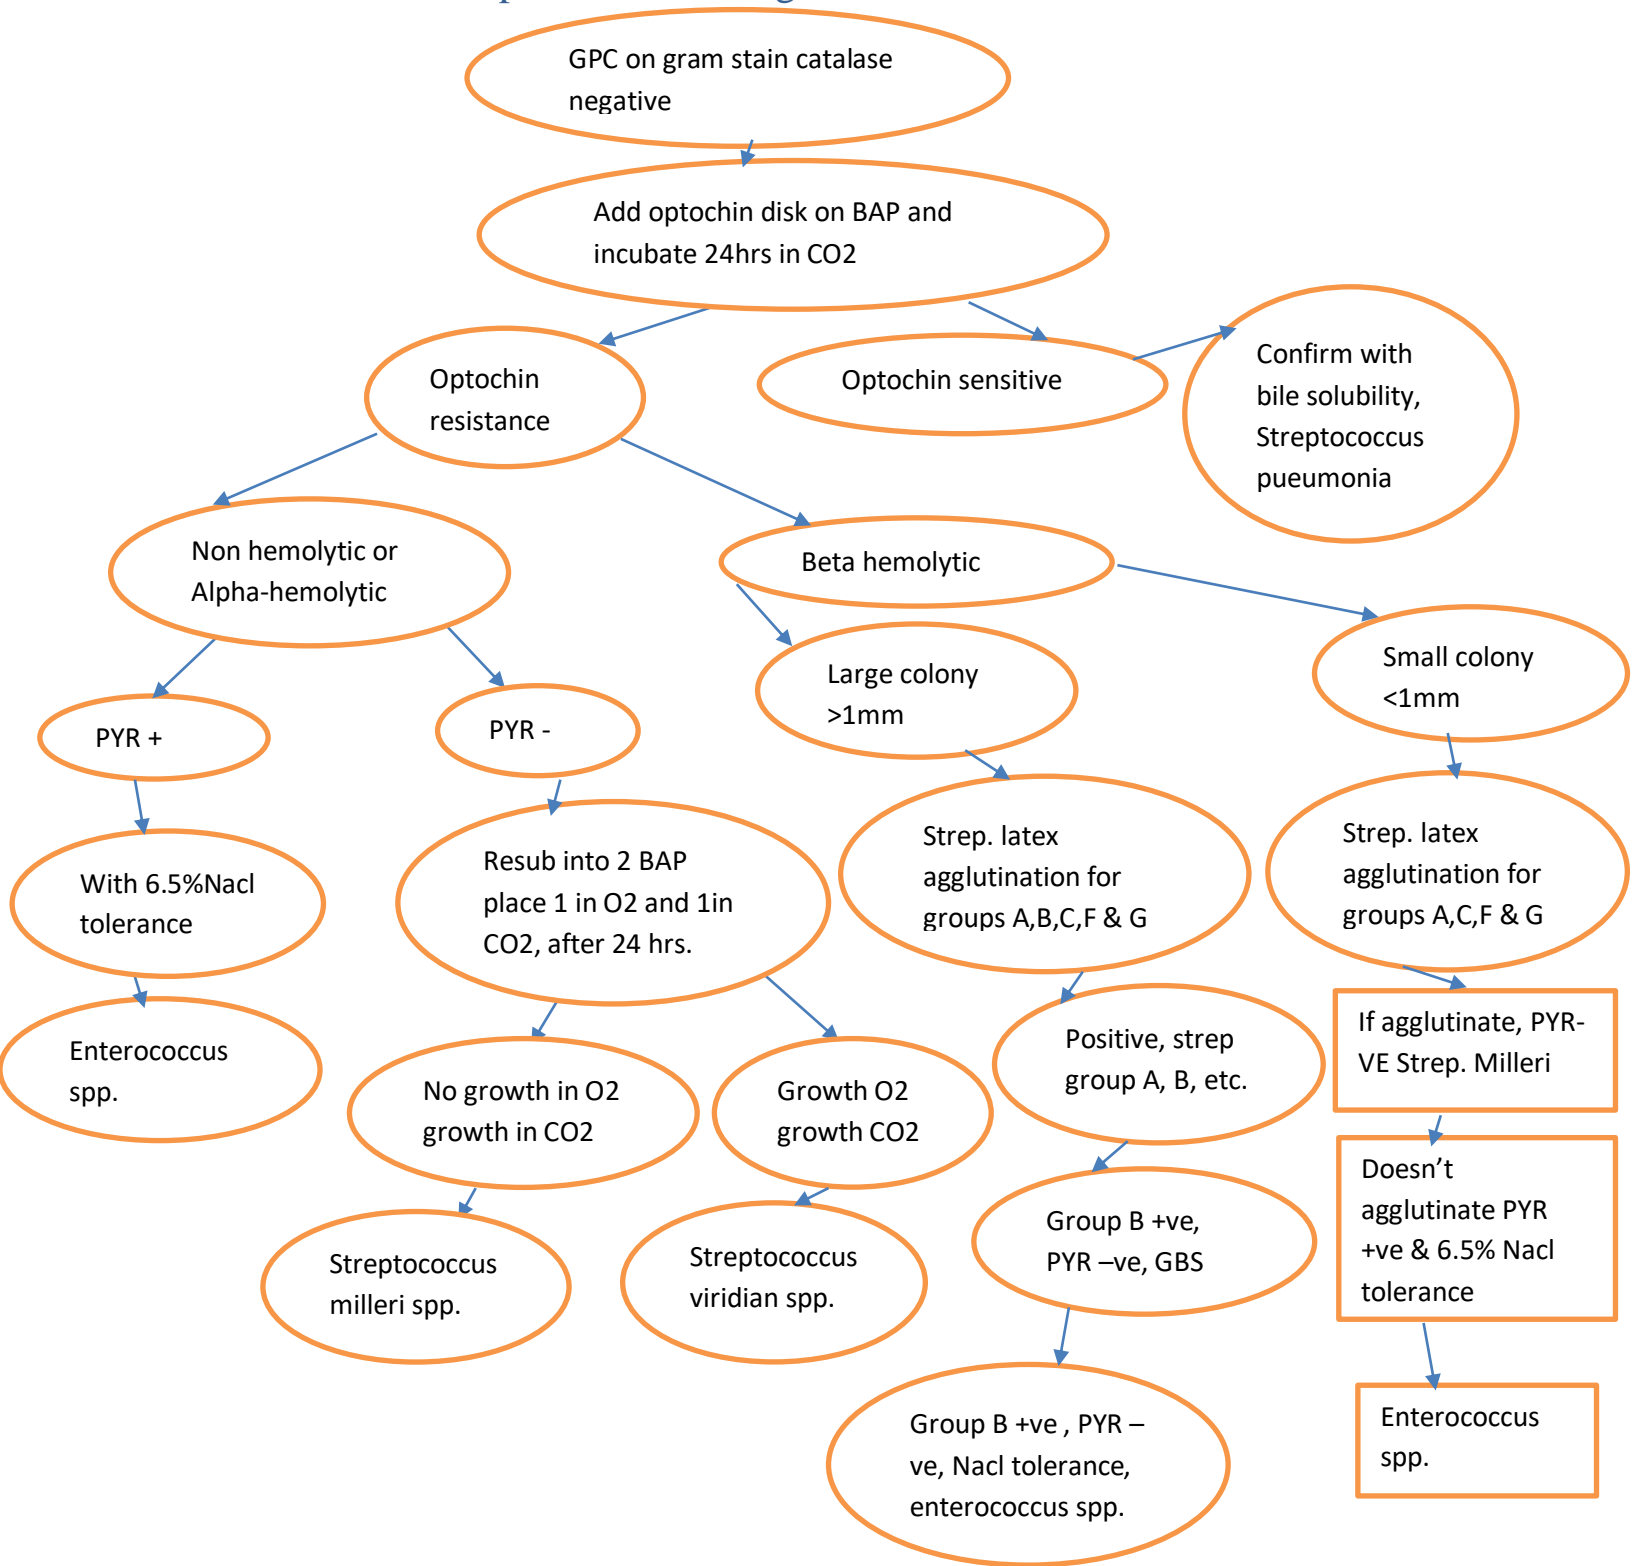 GPC on gram stain catalase
negative
Add optochin disk on BAP and
incubate 24hrs in CO2
Optochin
resistance
Optochin sensitive
Confirm with
bile solubility,
Streptococcus
pueumonia
Non hemolytic or
Alpha-hemolytic
Beta hemolytic
Large colony
>1mm
Small colony
<1mm
PYR +
PYR -
With 6.5%Nacl
tolerance
Resub into 2 BAP
place 1 in O2 and 1in
CO2, after 24 hrs.
Strep. latex
agglutination for
groups A,B,C,F & G
Strep. latex
agglutination for
groups A,C,F & G
Enterococcus
spp.
No growth in O2
growth in CO2
Growth O2
growth CO2
Positive, strep
group A, B, etc.
If agglutinate, PYR-
VE Strep. Milleri
Streptococcus
milleri spp.
Streptococcus
viridian spp.
Group B +ve,
PYR –ve, GBS
Doesn’t
agglutinate PYR
+ve & 6.5% Nacl
tolerance
Group B +ve , PYR –
ve, Nacl tolerance,
enterococcus spp.
Enterococcus
spp.